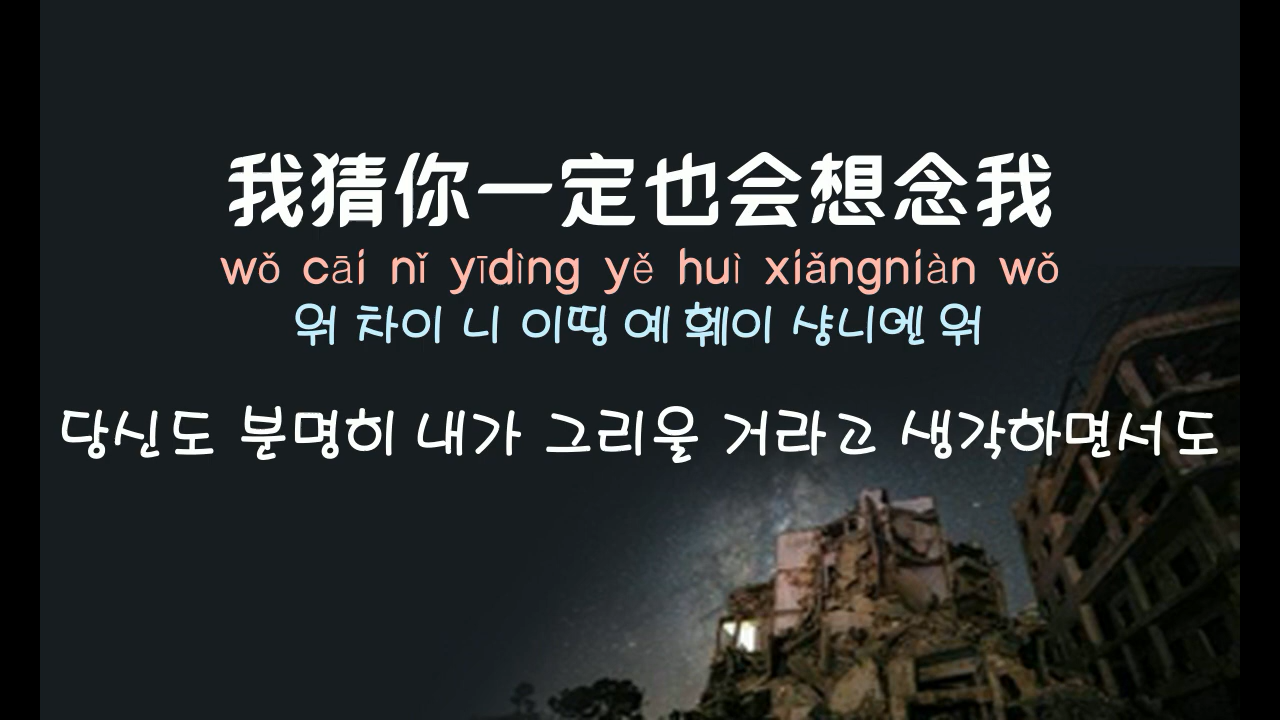 我猜你一定也会想念我
wǒ cāi nǐ yīdìng yě huì xiǎngniàn wǒ
워 차이 니 이띵 예 훼이 샹니엔 워
당신도 분명히 내가 그리울 거라고 생각하면서도